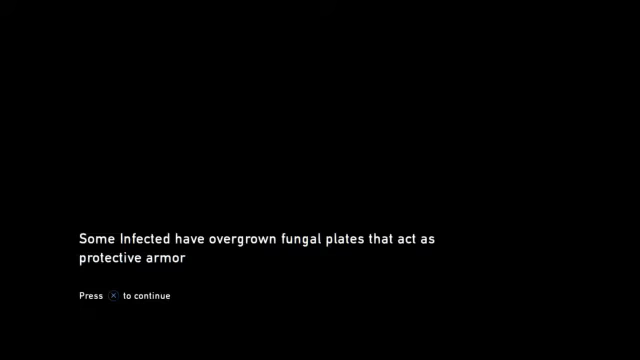 Some Infected have overgrown fungal plates that act as
protective armor
Press ⓧ to continue